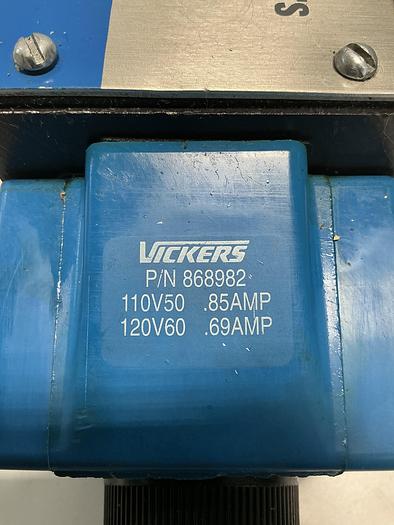 VICKERS
P/N 868982
110V50 .85AMP
120V60 .69AMP